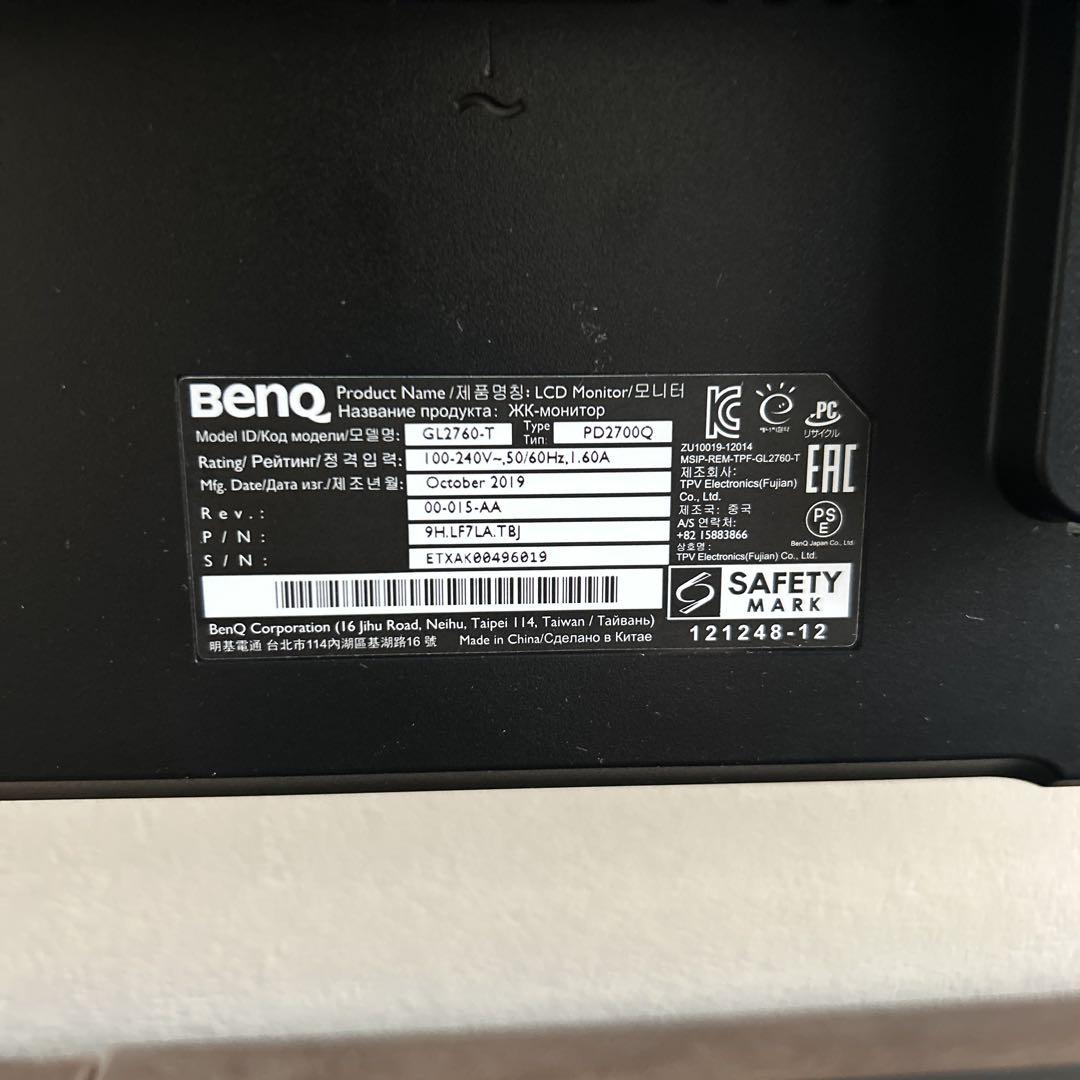 BenQ
Product Name /제품명칭: LCD Monitor/모니터
Название продукта: ЖК-монитор
Model ID/Код модели/모델명: GL2760-T Type Тип: PD2700Q
Rating/ Рейтинг/정격입력: 100-240V~,50/60Hz,1.60A
Mfg. Date/Дата изг./제조년월: October 2019
Rev.: 00-015-AA
P/N: 9H.LF7LA.TBJ
S/N: ETXAK00496019
BenQ Corporation (16 Jihu Road, Neihu, Taipei 114, Taiwan / Тайвань)
明基電通 台北市114內湖區基湖路16 號 Made in China/Сделано в Китае
PC
リサイクル
ZU10019-12014
MSIP-REM-TPF-GL2760-T
제조회사:
TPV Electronics(Fujian)
Co., Ltd.
제조국: 중국
A/S 연락처:
+82 15883866
상호명:
TPV Electronics(Fujian) Co., Ltd.
EAC
PS
E
BenQ Japan Co., Ltd.
SAFETY
MARK
121248-12